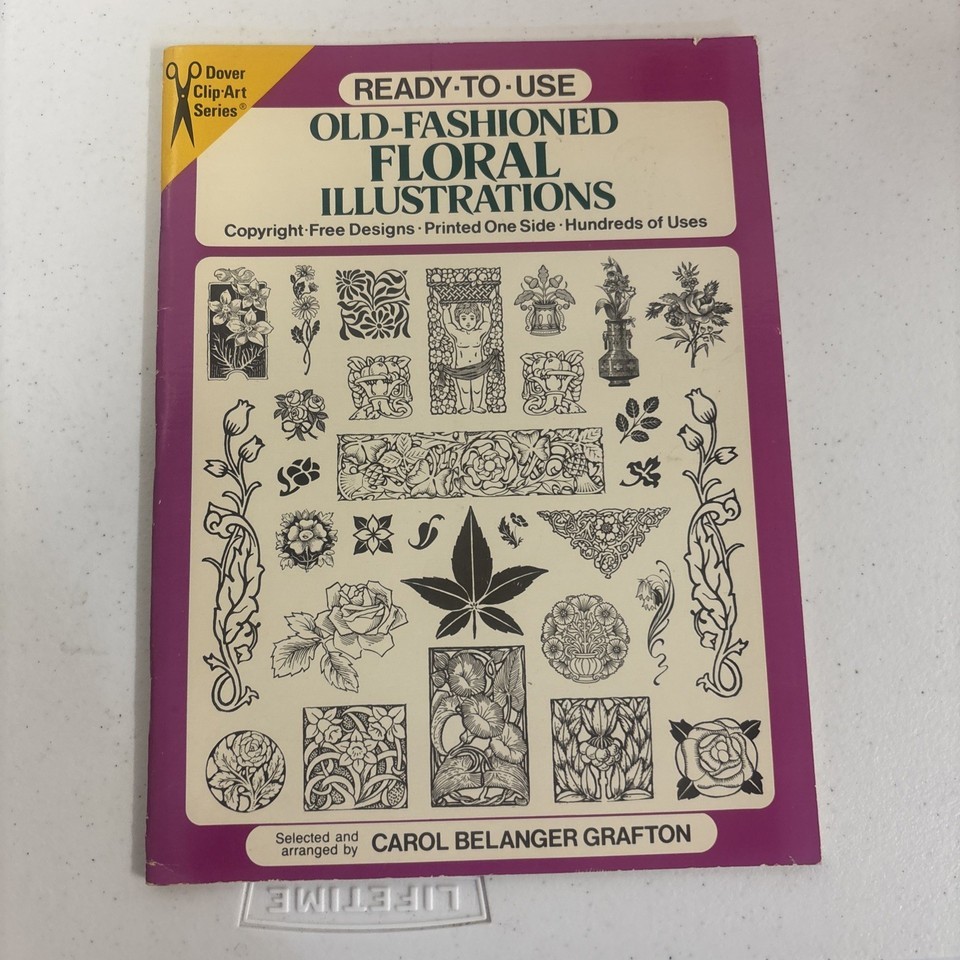 Dover
Clip·Art
Series®
READY·TO·USE
OLD-FASHIONED
FLORAL
ILLUSTRATIONS
Copyright·Free Designs·Printed One Side·Hundreds of Uses
Selected and
arranged by
CAROL BELANGER GRAFTON
LIFETIME